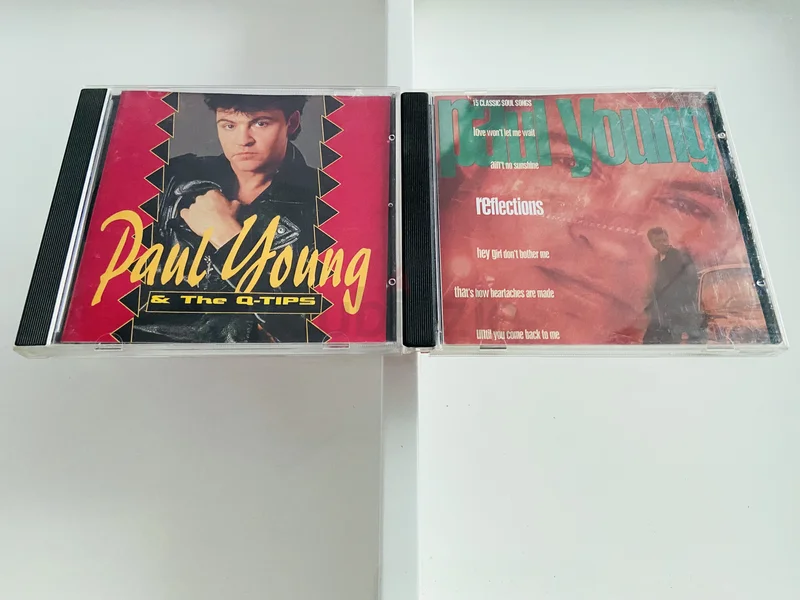 Paul Young
& The Q-TIPS
15 CLASSIC SOUL SONGS
paul young
love won't let me wait
ain't no sunshine
reflections
hey girl don't bother me
that's how heartaches are made
until you come back to me